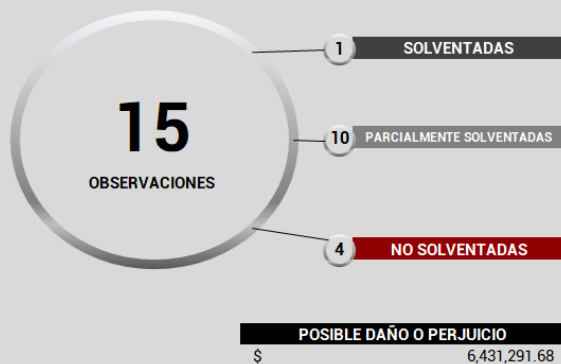 15
OBSERVACIONES
1 SOLVENTADAS
10 PARCIALMENTE SOLVENTADAS
4 NO SOLVENTADAS
POSIBLE DAÑO O PERJUICIO
$ 6,431,291.68